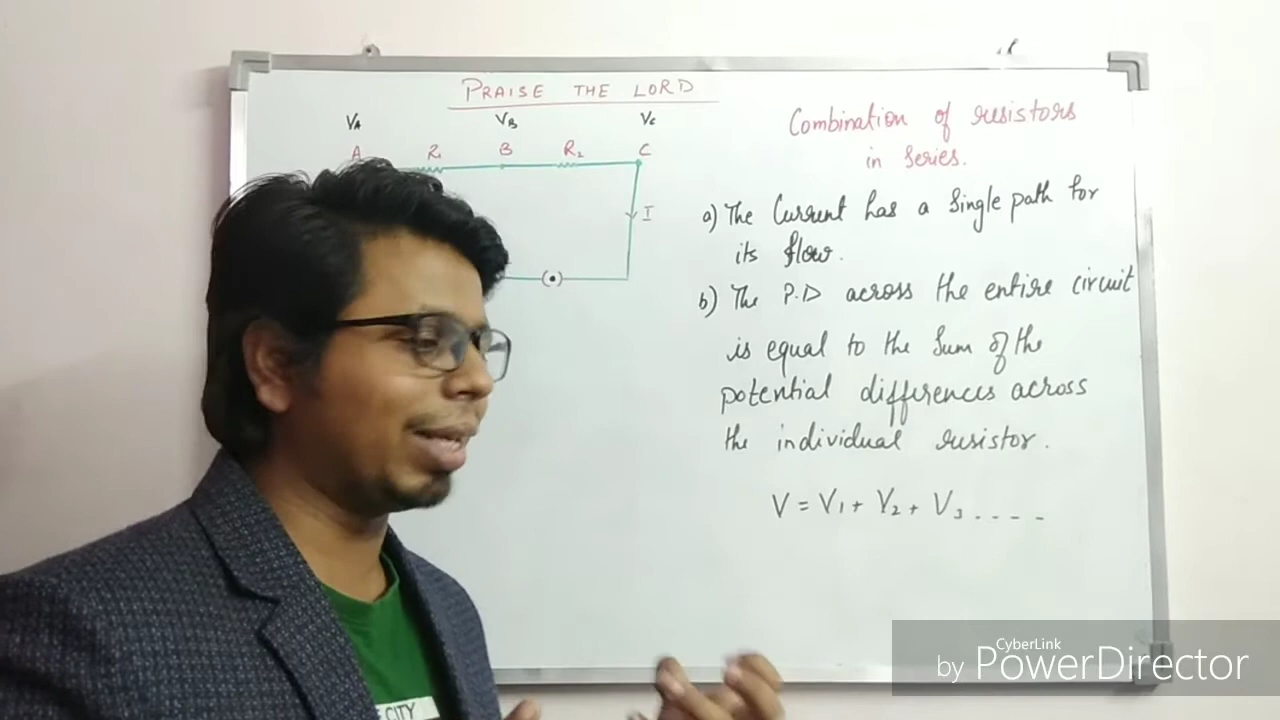 PRAISE THE LORD
VA VB VC
A R1 B R2 C
I
Combination of resistors
in Series.
a) The Current has a Single path for
its flow.
b) The P.D across the entire circuit
is equal to the Sum of the
potential differences across
the individual resistor.
V = V1 + V2 + V3 ....
CITY
CyberLink
by PowerDirector